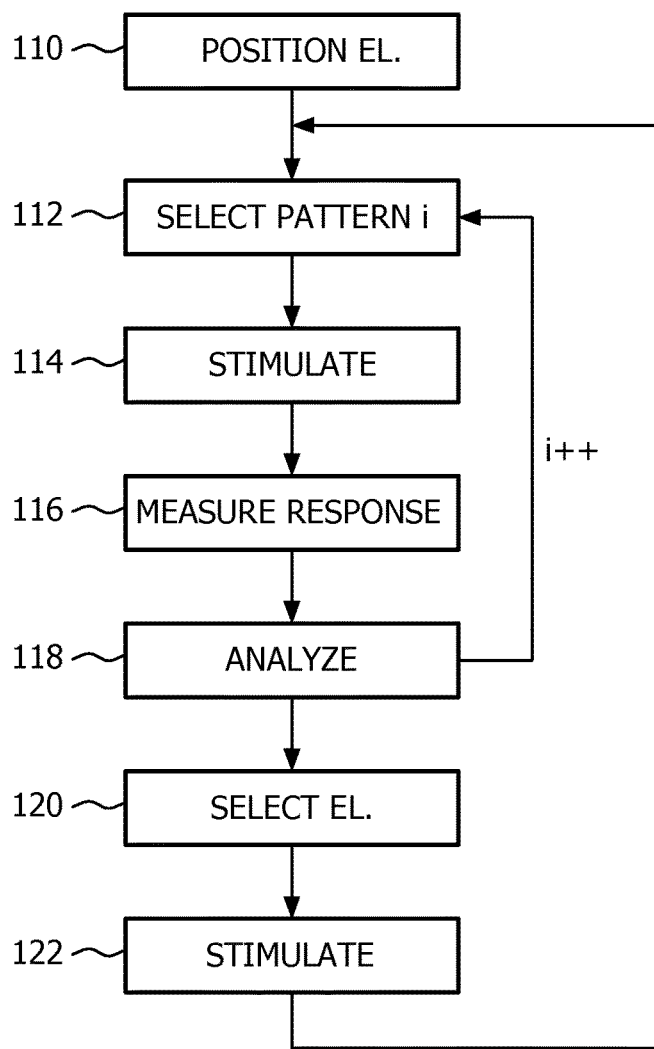 110 POSITION EL.
112 SELECT PATTERN i
114 STIMULATE
i++
116 MEASURE RESPONSE
118 ANALYZE
120 SELECT EL.
122 STIMULATE